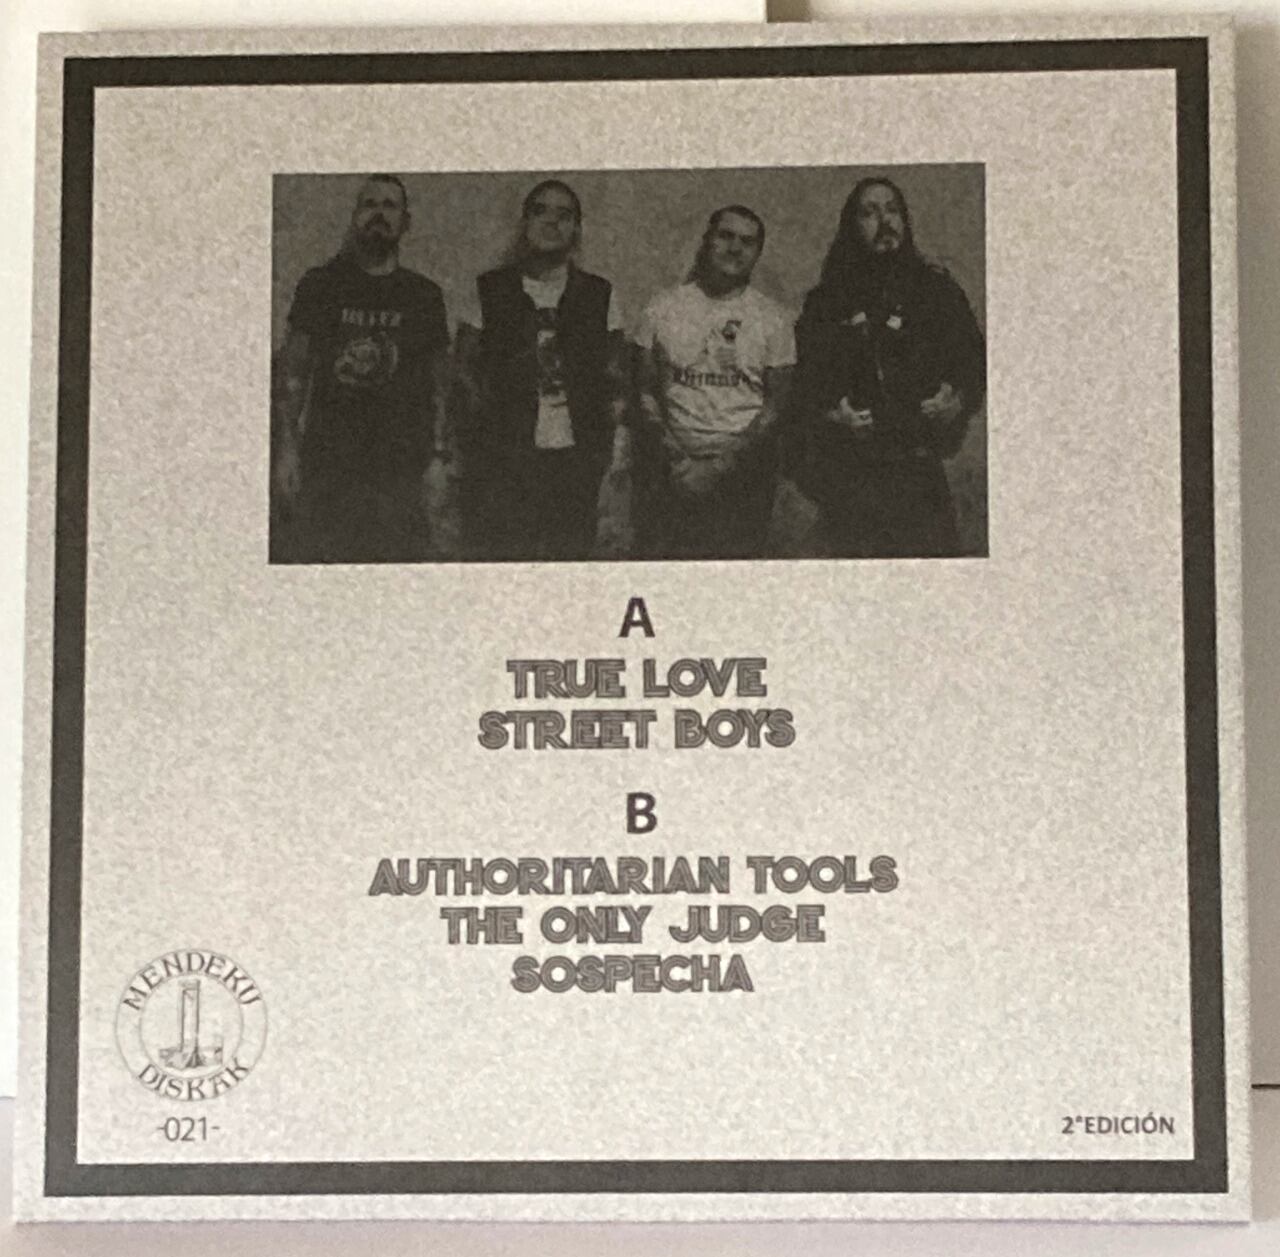 A
TRUE LOVE
STREET BOYS
B
AUTHORITARIAN TOOLS
THE ONLY JUDGE
SOSPECHA
MENDEKU
DISKAK
-021-
2ªEDICIÓN